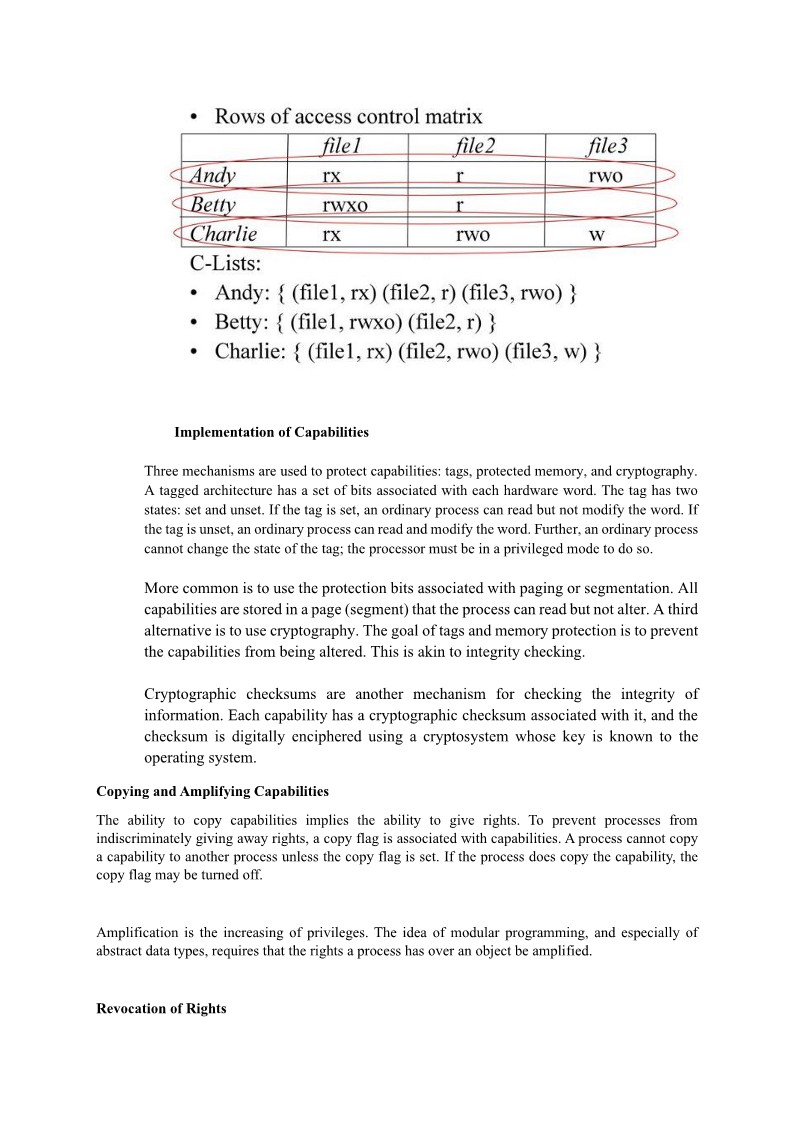 • Rows of access control matrix
file1 file2 file3
Andy rx r rwo
Betty rwxo r
Charlie rx rwo w
C-Lists:
• Andy: { (file1, rx) (file2, r) (file3, rwo) }
• Betty: { (file1, rwxo) (file2, r) }
• Charlie: { (file1, rx) (file2, rwo) (file3, w) }
Implementation of Capabilities
Three mechanisms are used to protect capabilities: tags, protected memory, and cryptography.
A tagged architecture has a set of bits associated with each hardware word. The tag has two
states: set and unset. If the tag is set, an ordinary process can read but not modify the word. If
the tag is unset, an ordinary process can read and modify the word. Further, an ordinary process
cannot change the state of the tag; the processor must be in a privileged mode to do so.
More common is to use the protection bits associated with paging or segmentation. All
capabilities are stored in a page (segment) that the process can read but not alter. A third
alternative is to use cryptography. The goal of tags and memory protection is to prevent
the capabilities from being altered. This is akin to integrity checking.
Cryptographic checksums are another mechanism for checking the integrity of
information. Each capability has a cryptographic checksum associated with it, and the
checksum is digitally enciphered using a cryptosystem whose key is known to the
operating system.
Copying and Amplifying Capabilities
The ability to copy capabilities implies the ability to give rights. To prevent processes from
indiscriminately giving away rights, a copy flag is associated with capabilities. A process cannot copy
a capability to another process unless the copy flag is set. If the process does copy the capability, the
copy flag may be turned off.
Amplification is the increasing of privileges. The idea of modular programming, and especially of
abstract data types, requires that the rights a process has over an object be amplified.
Revocation of Rights